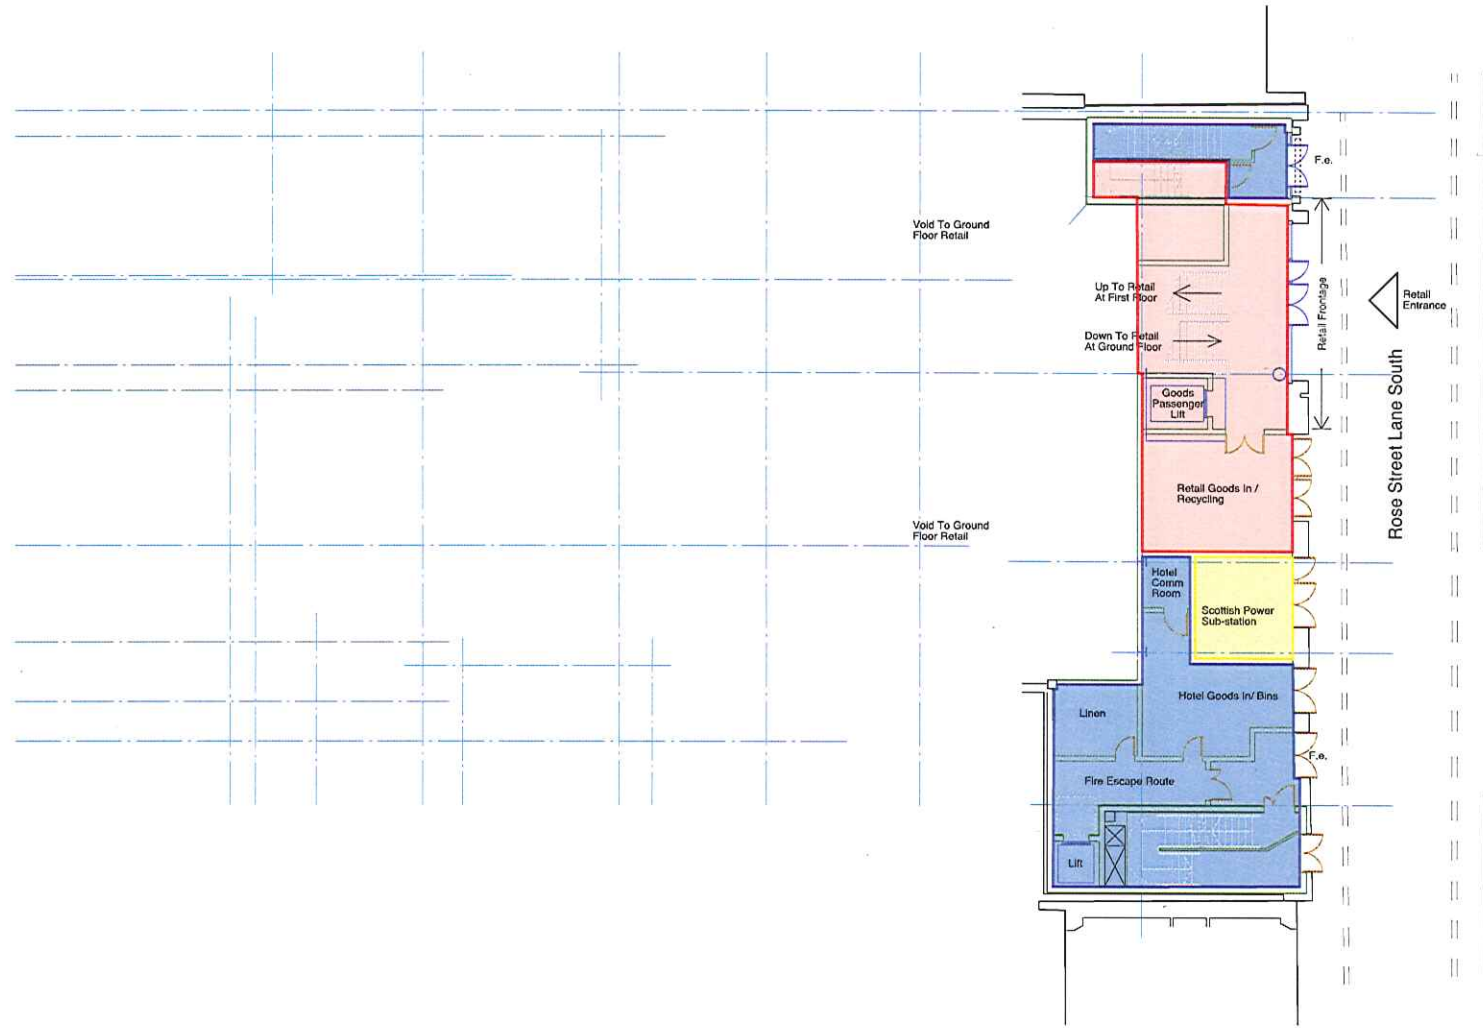 F.e.
Void To Ground
Floor Retail
Up To Retail
At First Floor
Retail Frontage
Retail
Entrance
Down To Retail
At Ground Floor
Rose Street Lane South
Goods
Passenger
Lift
Retail Goods In /
Recycling
Void To Ground
Floor Retail
Hotel
Comm
Room
Scottish Power
Sub-station
Hotel Goods In/ Bins
Linen
F.e.
Fire Escape Route
Lift